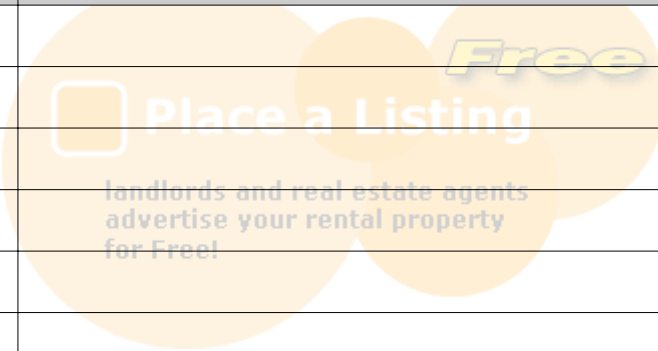 Free
Place a Listing
landlords and real estate agents
advertise your rental property
for Free!